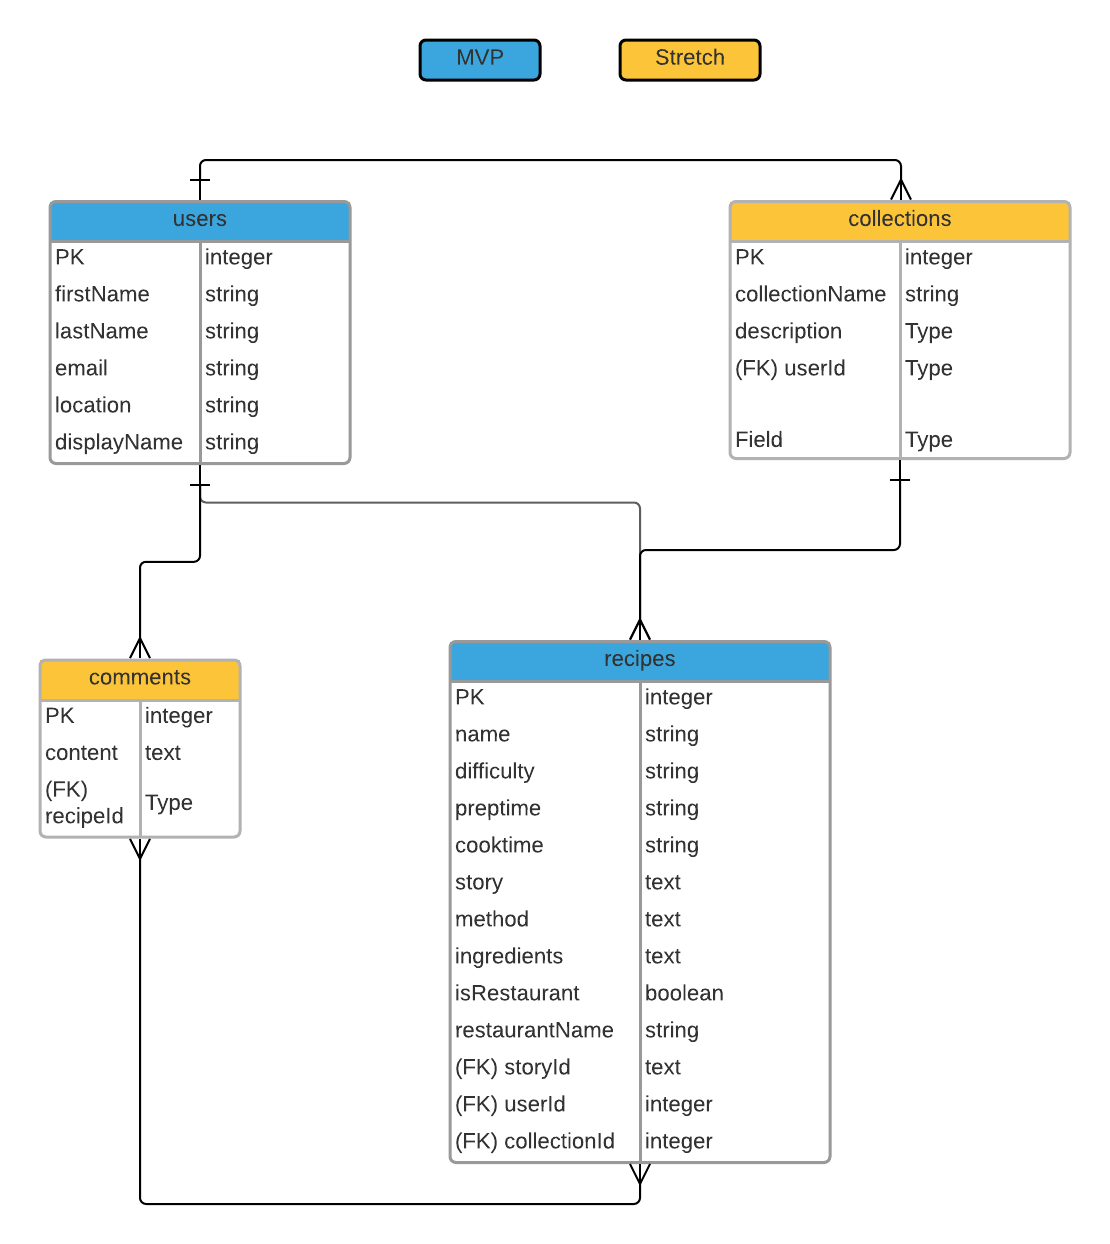 MVP
Stretch
users
PK integer
firstName string
lastName string
email string
location string
displayName string
collections
PK integer
collectionName string
description Type
(FK) userId Type
Field Type
comments
PK integer
content text
(FK)
recipeId Type
recipes
PK integer
name string
difficulty string
preptime string
cooktime string
story text
method text
ingredients text
isRestaurant boolean
restaurantName string
(FK) storyId text
(FK) userId integer
(FK) collectionId integer